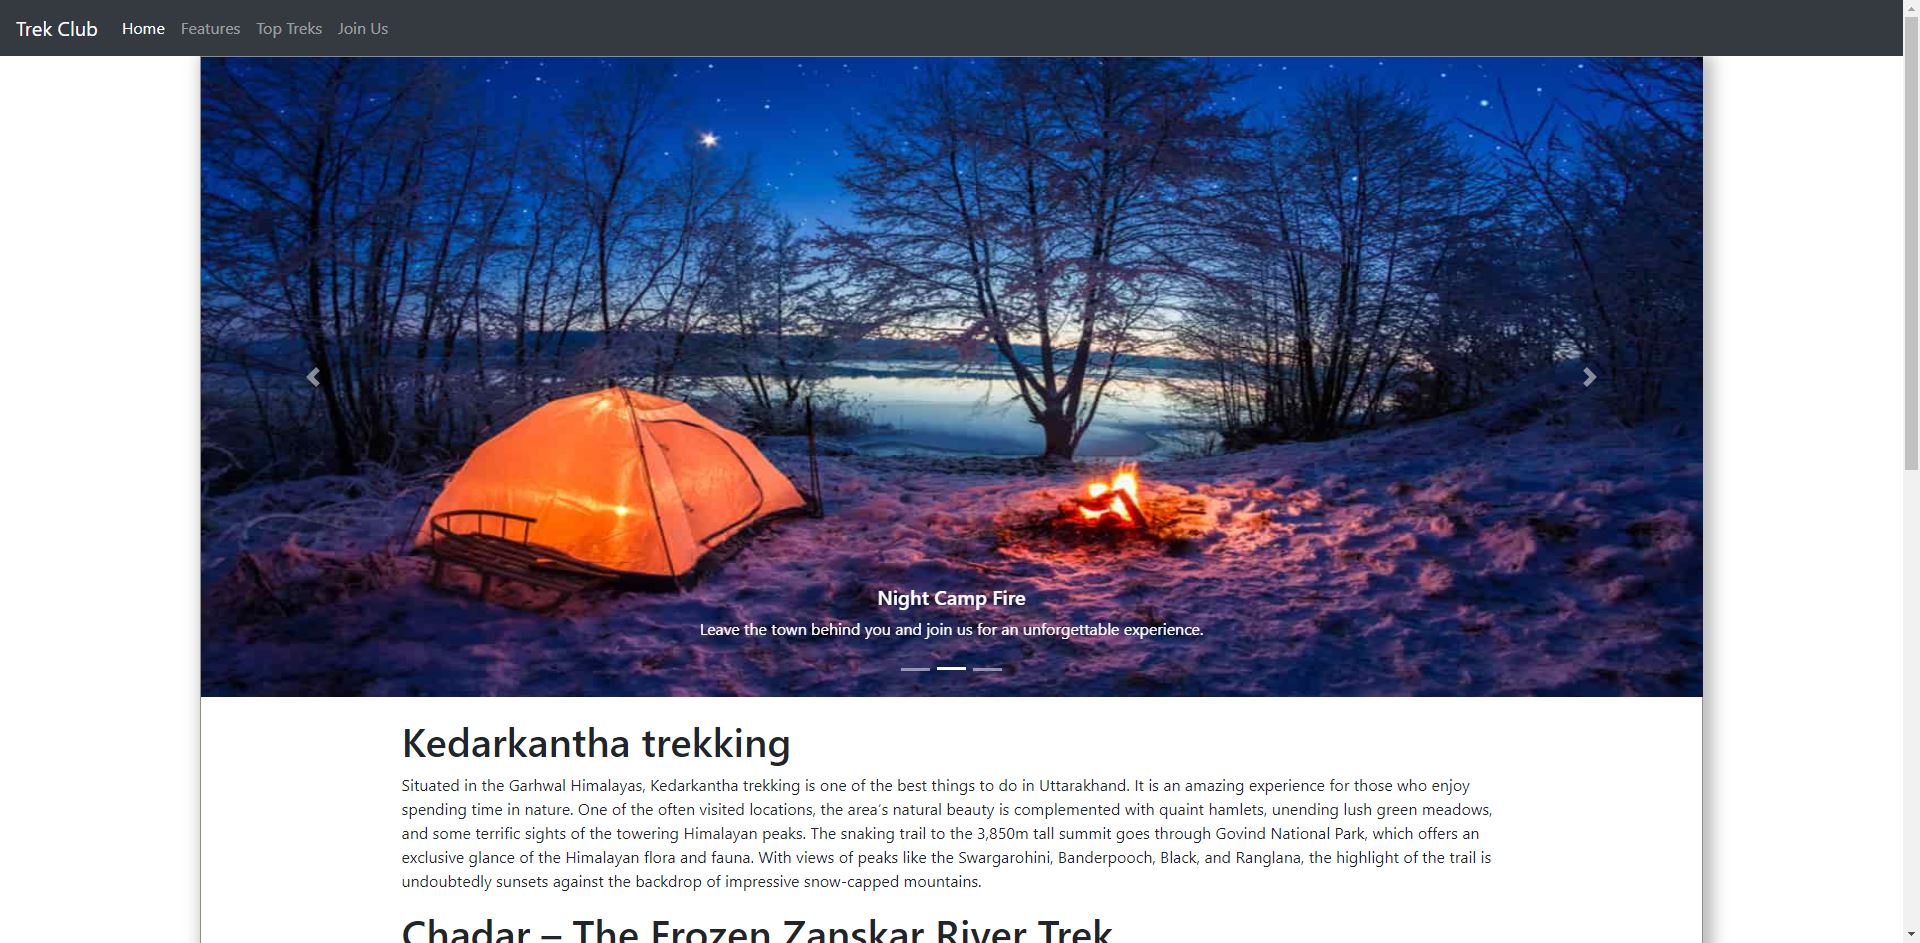 Trek Club Home Features Top Treks Join Us
Night Camp Fire
Leave the town behind you and join us for an unforgettable experience.
Kedarkantha trekking
Situated in the Garhwal Himalayas, Kedarkantha trekking is one of the best things to do in Uttarakhand. It is an amazing experience for those who enjoy
spending time in nature. One of the often visited locations, the area's natural beauty is complemented with quaint hamlets, unending lush green meadows,
and some terrific sights of the towering Himalayan peaks. The snaking trail to the 3,850m tall summit goes through Govind National Park, which offers an
exclusive glance of the Himalayan flora and fauna. With views of peaks like the Swargarohini, Banderpooch, Black, and Ranglana, the highlight of the trail is
undoubtedly sunsets against the backdrop of impressive snow-capped mountains.
Chadar – The Frozen Zanskar River Trek